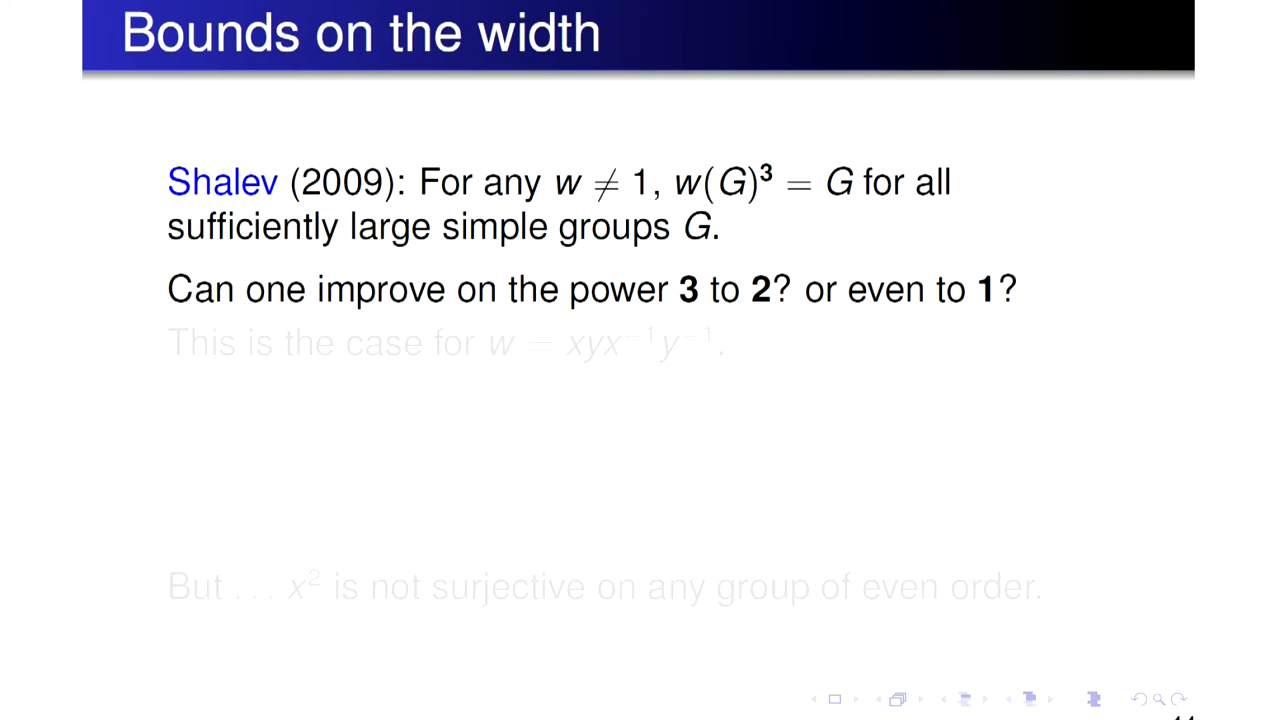 Bounds on the width
Shalev (2009): For any w ≠ 1, w(G)³ = G for all
sufficiently large simple groups G.
Can one improve on the power 3 to 2? or even to 1?
This is the case for w = xyx⁻¹y⁻¹.
But . . . x² is not surjective on any group of even order.